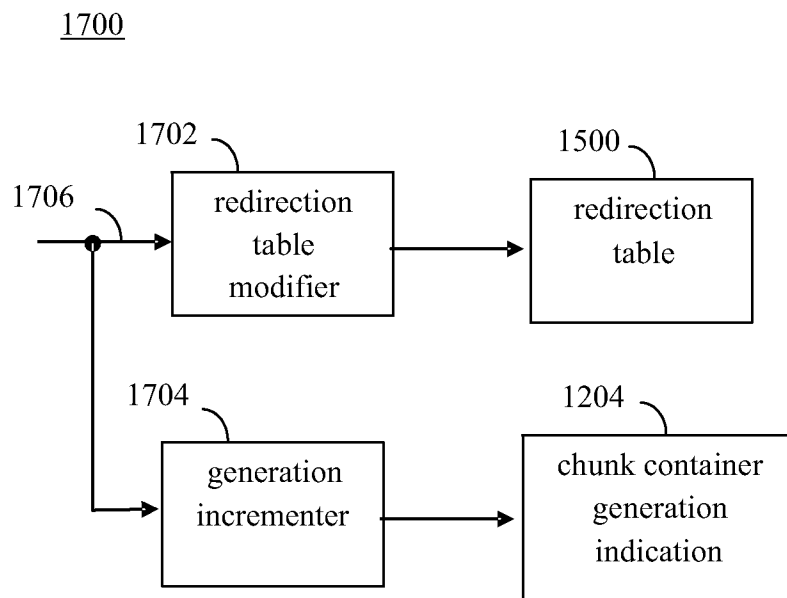 1700
1702
1500
1706
redirection
table
modifier
redirection
table
1704
1204
generation
incrementer
chunk container
generation
indication